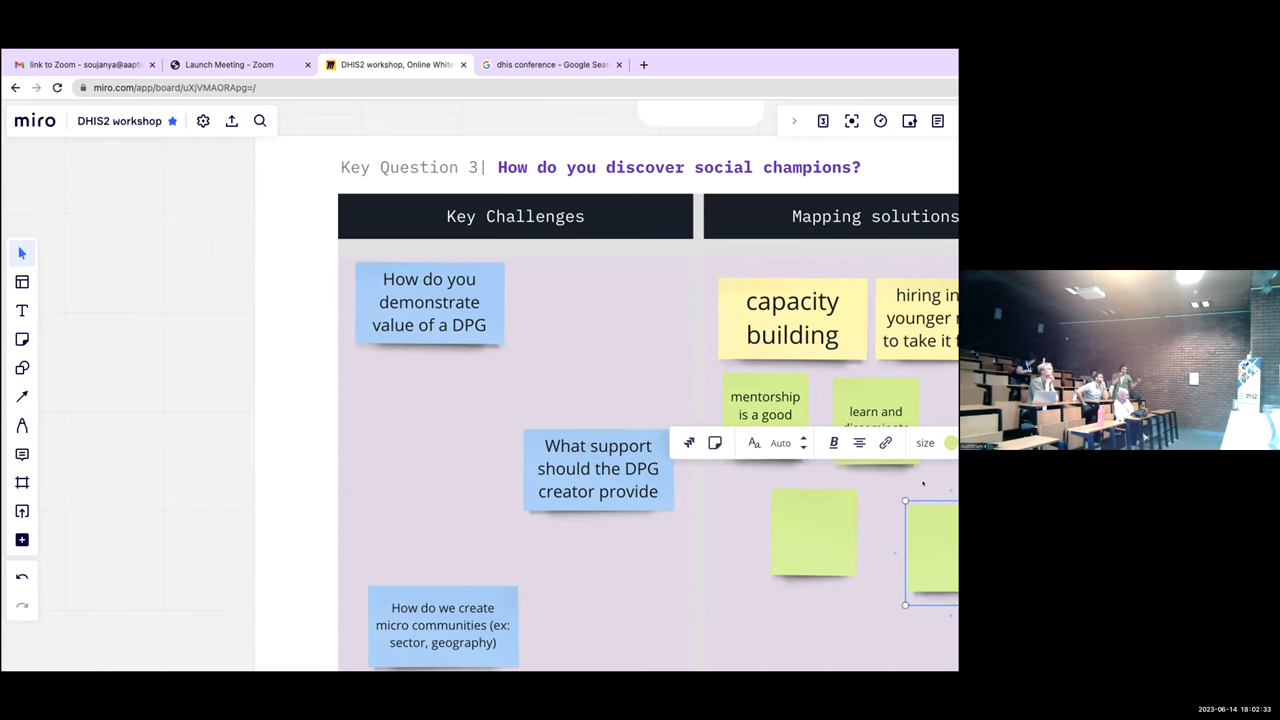 link to Zoom - soujanya@aapti
Launch Meeting - Zoom
DHIS2 workshop, Online White
dhis conference - Google Sear
miro.com/app/board/uXjVMAORApg=/
miro
DHIS2 workshop
Key Question 3| How do you discover social champions?
Key Challenges
Mapping solutions
How do you
demonstrate
value of a DPG
capacity
building
hiring in
younger
to take it
mentorship
is a good
learn and
disseminate
Auto
B
size
What support
should the DPG
creator provide
How do we create
micro communities (ex:
sector, geography)
DHIS2
2023-06-14 18:02:33